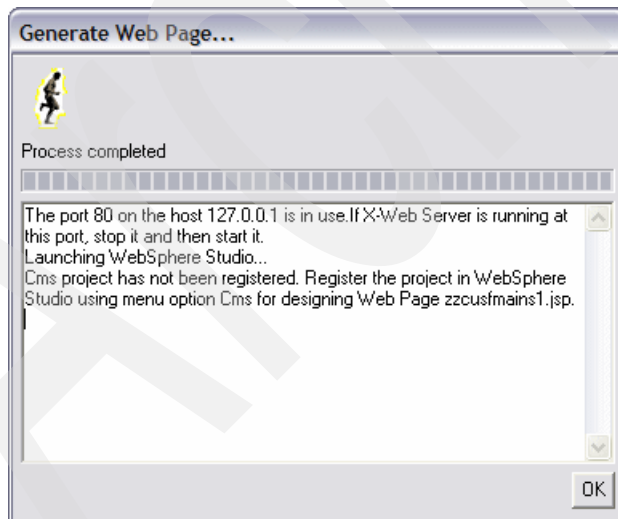 Generate Web Page...
Process completed
The port 80 on the host 127.0.0.1 is in use.If X-Web Server is running at
this port, stop it and then start it.
Launching WebSphere Studio...
Cms project has not been registered. Register the project in WebSphere
Studio using menu option Cms for designing Web Page zzcusfmains1.jsp.
OK